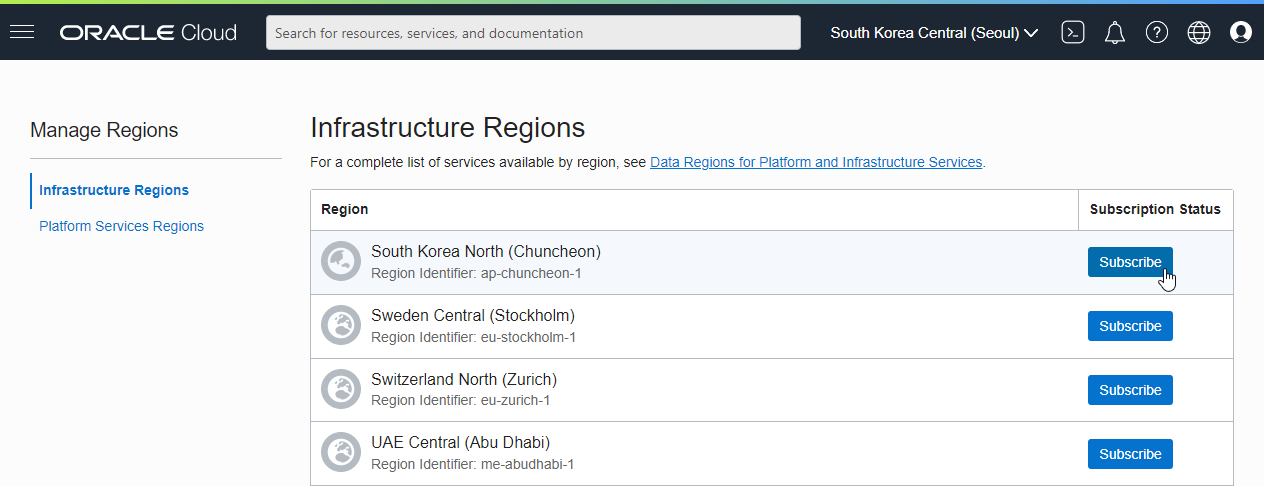 ORACLE Cloud
Search for resources, services, and documentation
South Korea Central (Seoul)
Manage Regions
Infrastructure Regions
Platform Services Regions
Infrastructure Regions
For a complete list of services available by region, see Data Regions for Platform and Infrastructure Services.
Region Subscription Status
South Korea North (Chuncheon)
Region Identifier: ap-chuncheon-1
Subscribe
Sweden Central (Stockholm)
Region Identifier: eu-stockholm-1
Subscribe
Switzerland North (Zurich)
Region Identifier: eu-zurich-1
Subscribe
UAE Central (Abu Dhabi)
Region Identifier: me-abudhabi-1
Subscribe